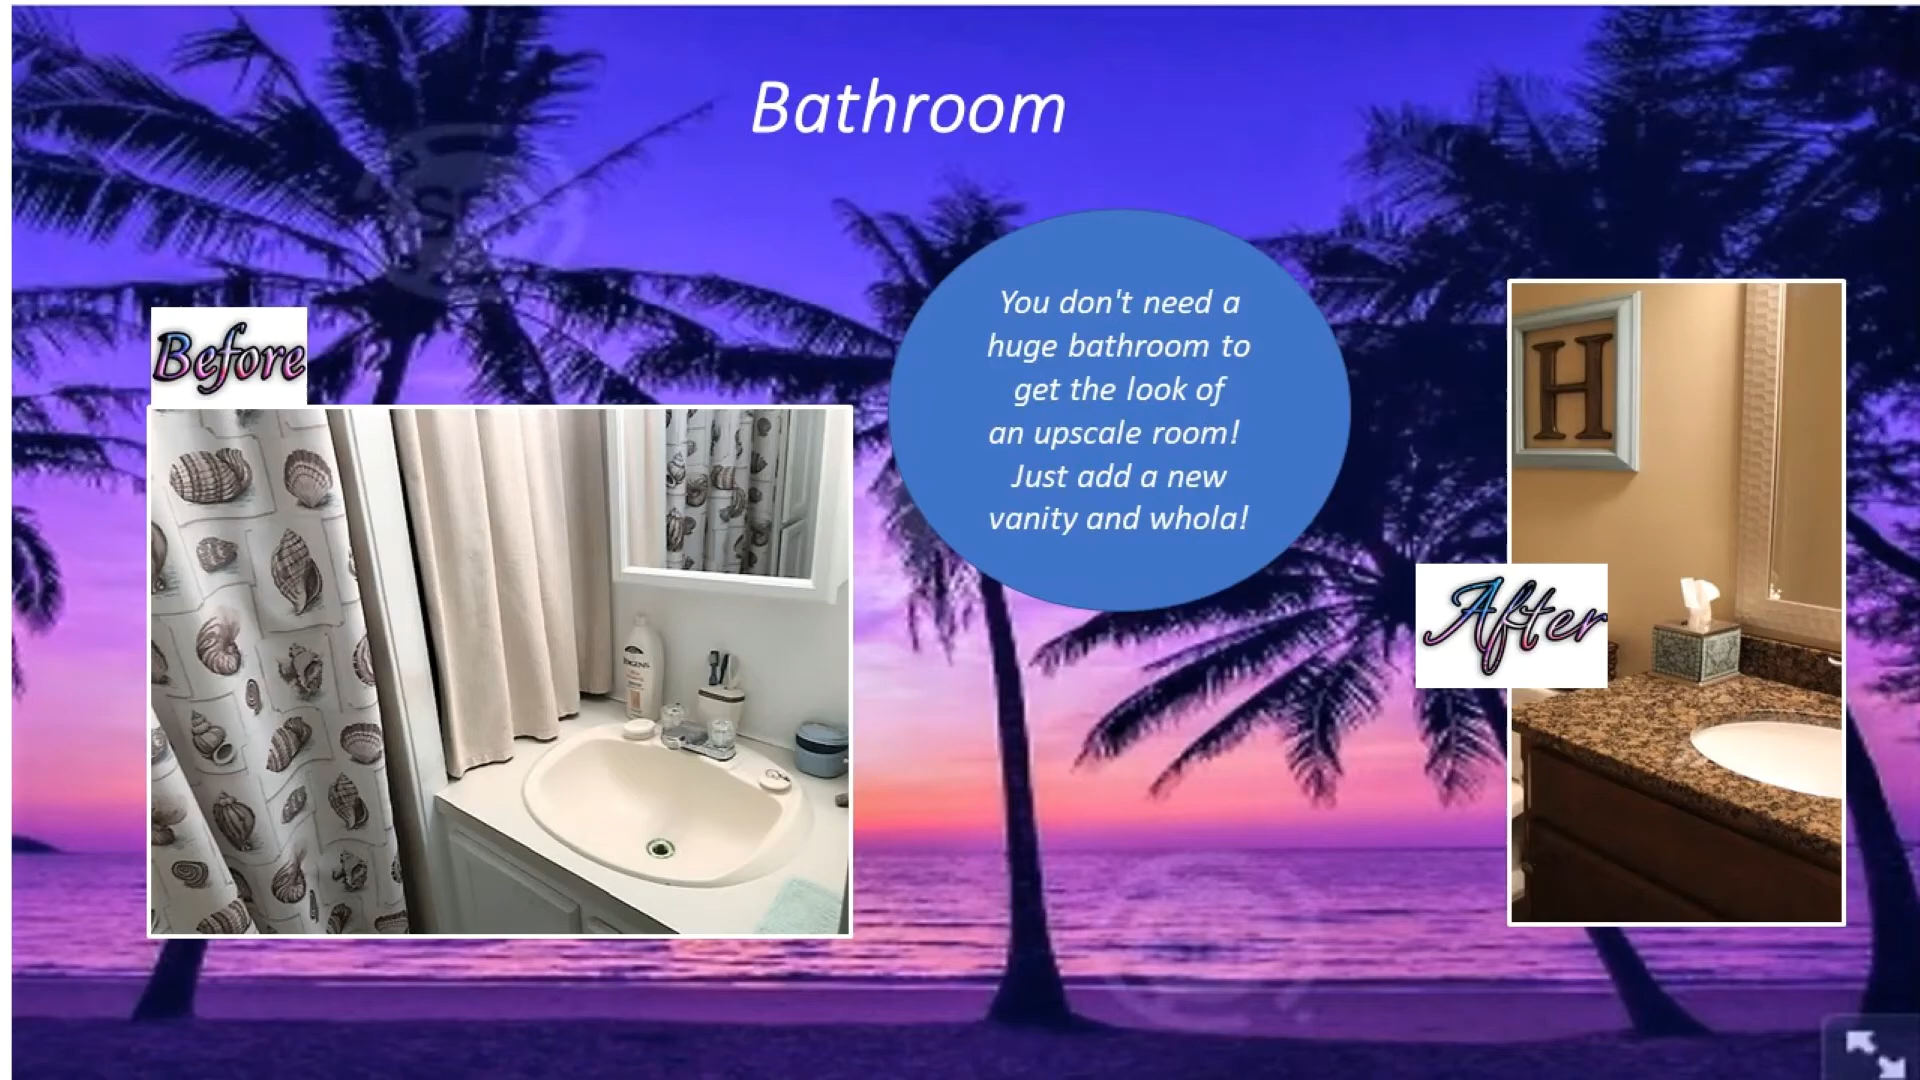 Bathroom
You don't need a
huge bathroom to
get the look of
an upscale room!
Just add a new
vanity and whola!
Before
After
H